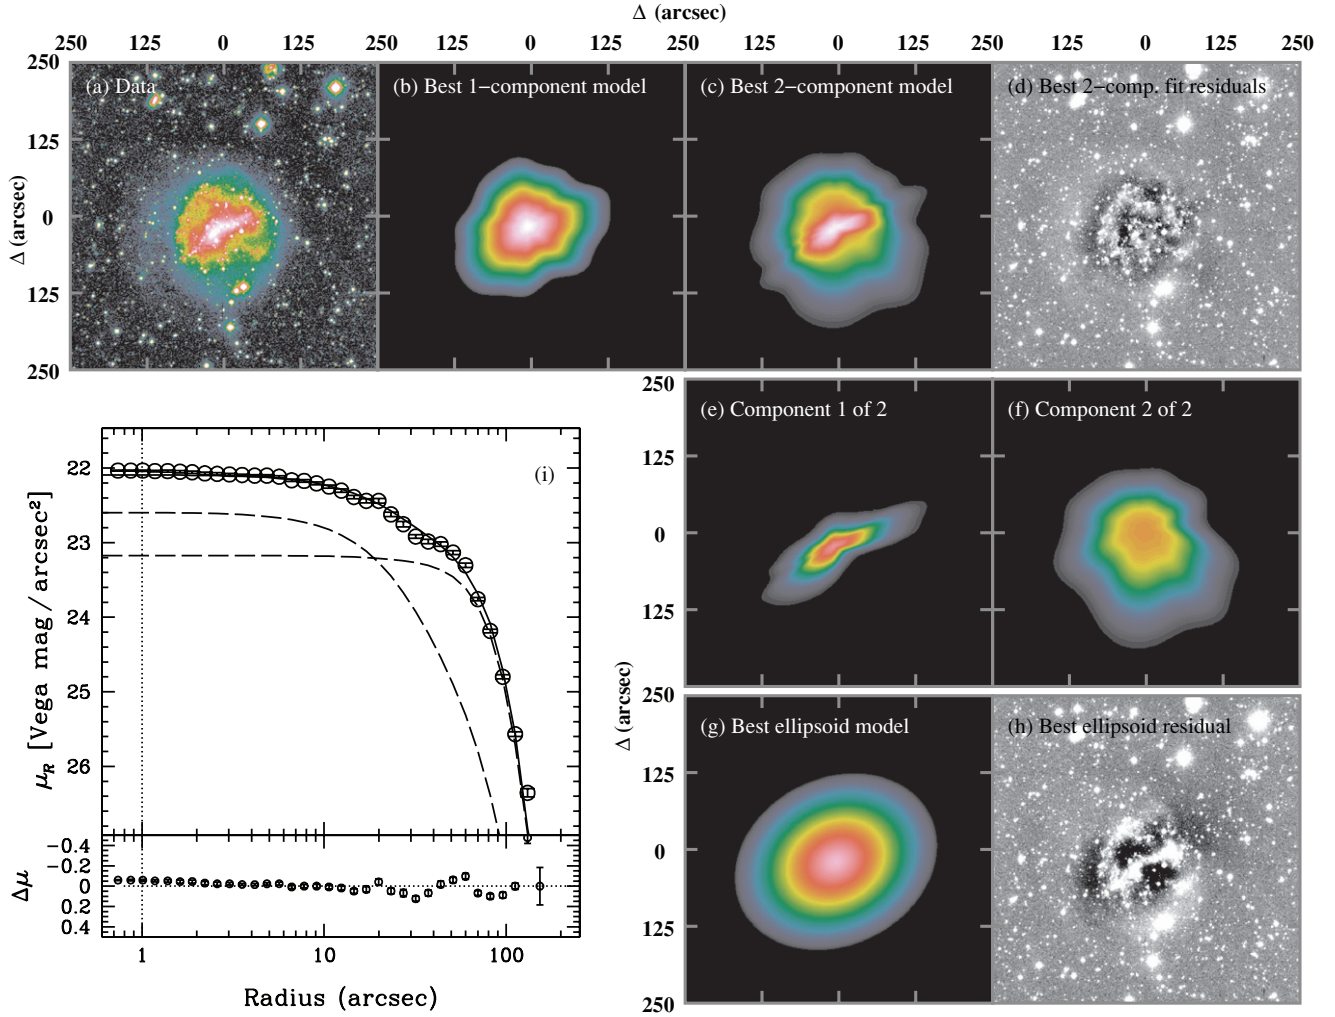 Δ (arcsec)
250 125 0 125 250 125 0 125 250 125 0 125 250
250
125
0
125
250
Δ (arcsec)
(a) Data
(b) Best 1−component model
(c) Best 2−component model
(d) Best 2−comp. fit residuals
250
125
0
125
(e) Component 1 of 2
(f) Component 2 of 2
Δ (arcsec)
250
125
0
125
250
(g) Best ellipsoid model
(h) Best ellipsoid residual
(i)
22
23
24
25
26
μR [Vega mag / arcsec²]
−0.4
−0.2
0
0.2
0.4
Δμ
1 10 100
Radius (arcsec)